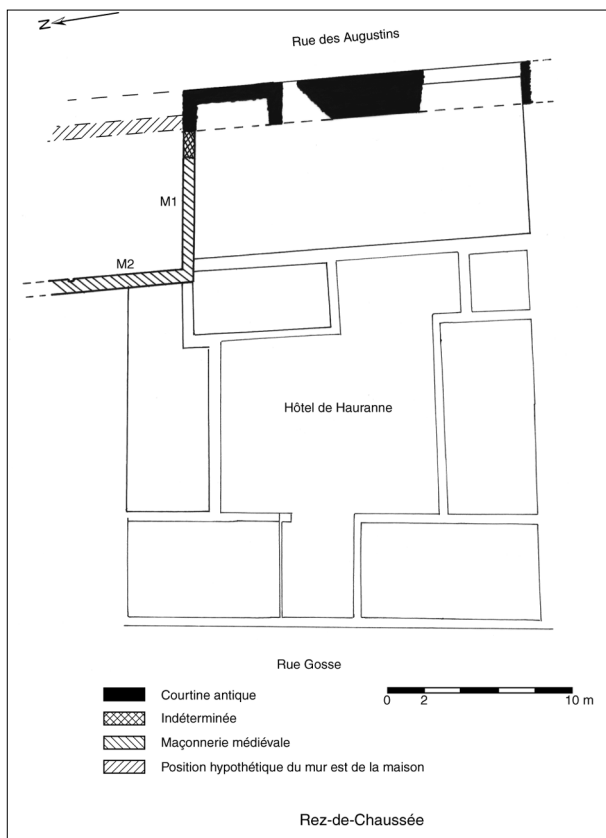 N
Rue des Augustins
M1
M2
Hôtel de Hauranne
Rue Gosse
Courtine antique
Indéterminée
Maçonnerie médiévale
Position hypothétique du mur est de la maison
0 2 10 m
Rez-de-Chaussée